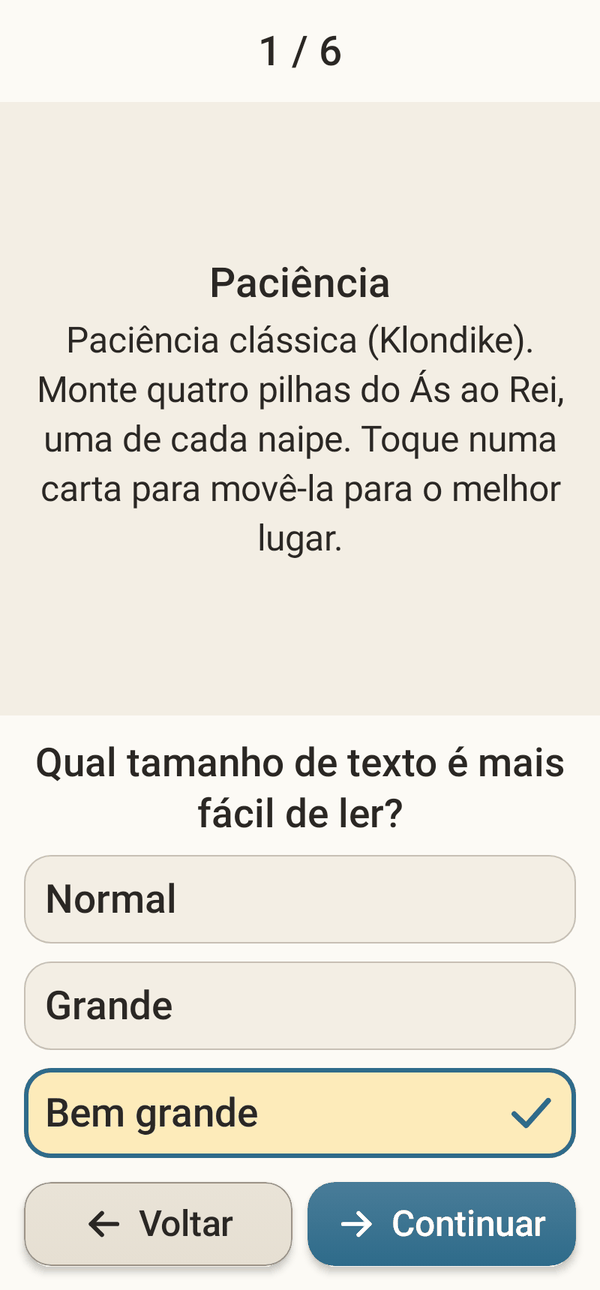 1 / 6
Paciência
Paciência clássica (Klondike).
Monte quatro pilhas do Ás ao Rei,
uma de cada naipe. Toque numa
carta para movê-la para o melhor
lugar.
Qual tamanho de texto é mais
fácil de ler?
Normal
Grande
Bem grande
Voltar
Continuar